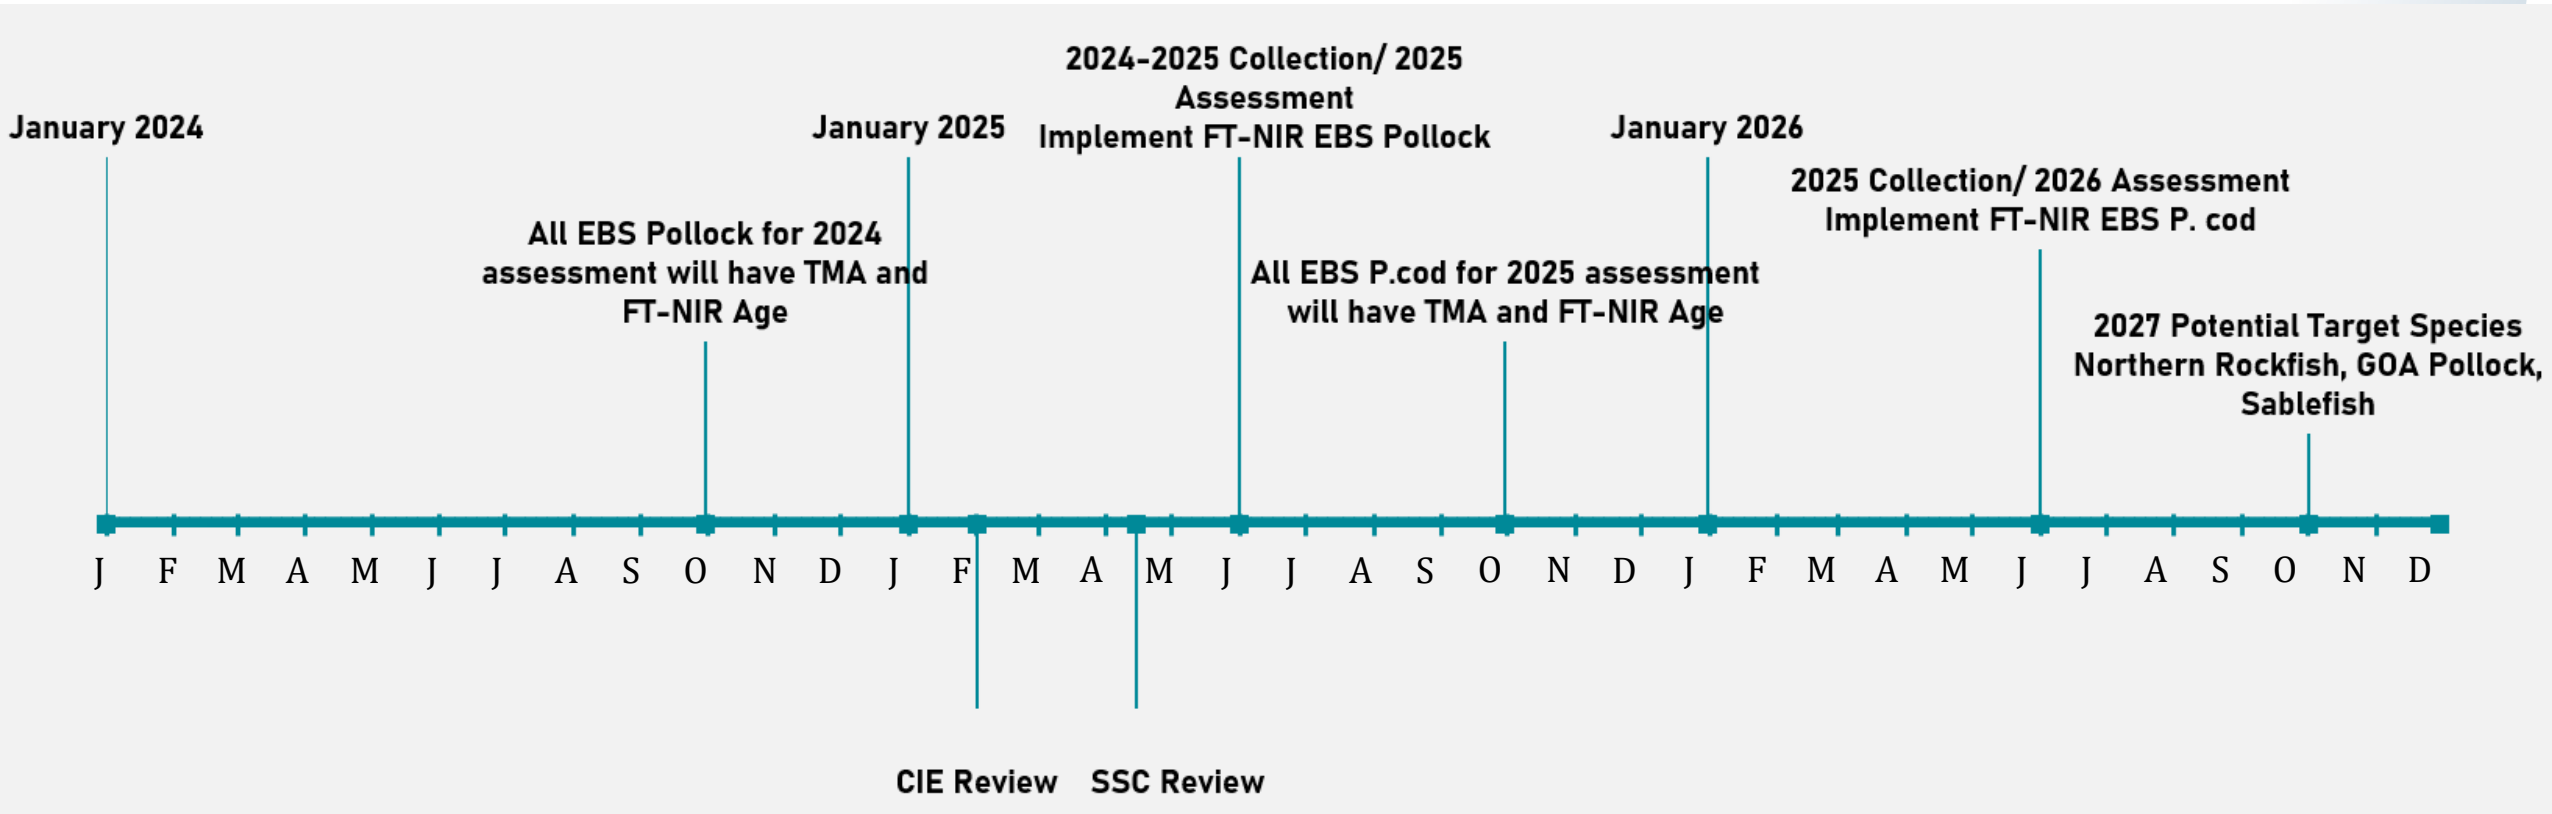 January 2024
All EBS Pollock for 2024
assessment will have TMA and
FT-NIR Age
January 2025
2024-2025 Collection/ 2025
Assessment
Implement FT-NIR EBS Pollock
All EBS P.cod for 2025 assessment
will have TMA and FT-NIR Age
January 2026
2025 Collection/ 2026 Assessment
Implement FT-NIR EBS P. cod
2027 Potential Target Species
Northern Rockfish, GOA Pollock,
Sablefish
J F M A M J J A S O N D J F M A M J J A S O N D J F M A M J J A S O N D
CIE Review
SSC Review